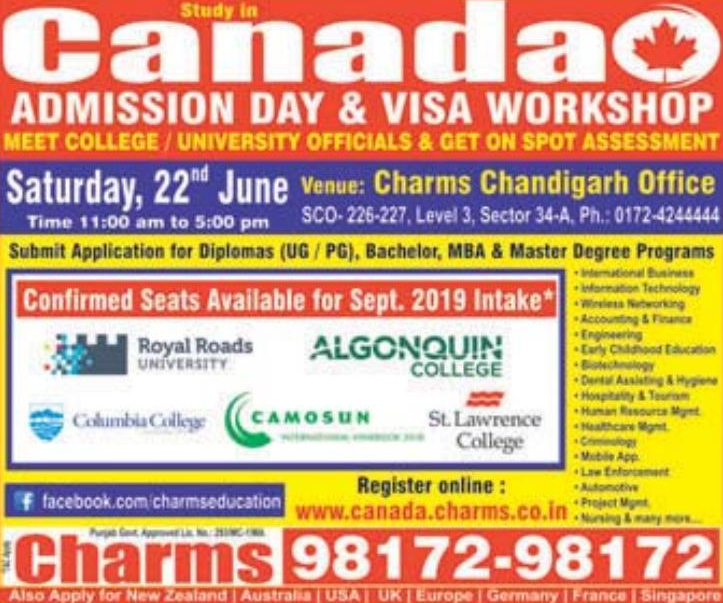 Study in
Canada
ADMISSION DAY & VISA WORKSHOP
MEET COLLEGE / UNIVERSITY OFFICIALS & GET ON SPOT ASSESSMENT
Saturday, 22nd June
Time 11:00 am to 5:00 pm
Venue: Charms Chandigarh Office
SCO- 226-227, Level 3, Sector 34-A, Ph.: 0172-4244444
Submit Application for Diplomas (UG / PG), Bachelor, MBA & Master Degree Programs
Confirmed Seats Available for Sept. 2019 Intake*
Royal Roads
UNIVERSITY
ALGONQUIN
COLLEGE
Columbia College
CAMOSUN
St. Lawrence
College
• International Business
• Information Technology
• Wireless Networking
• Accounting & Finance
• Engineering
• Early Childhood Education
• Biotechnology
• Dental Assisting & Hygiene
• Hospitality & Tourism
• Human Resource Mgmt.
• Healthcare Mgmt.
• Criminology
• Mobile App.
• Law Enforcement
• Automotive
• Project Mgmt.
• Nursing & many more....
facebook.com/charmseducation
Register online :
www.canada.charms.co.in
Punjab Govt. Approved Lic. No.:
Charms
98172-98172
Also Apply for New Zealand | Australia | USA | UK | Europe | Germany | France | Singapore